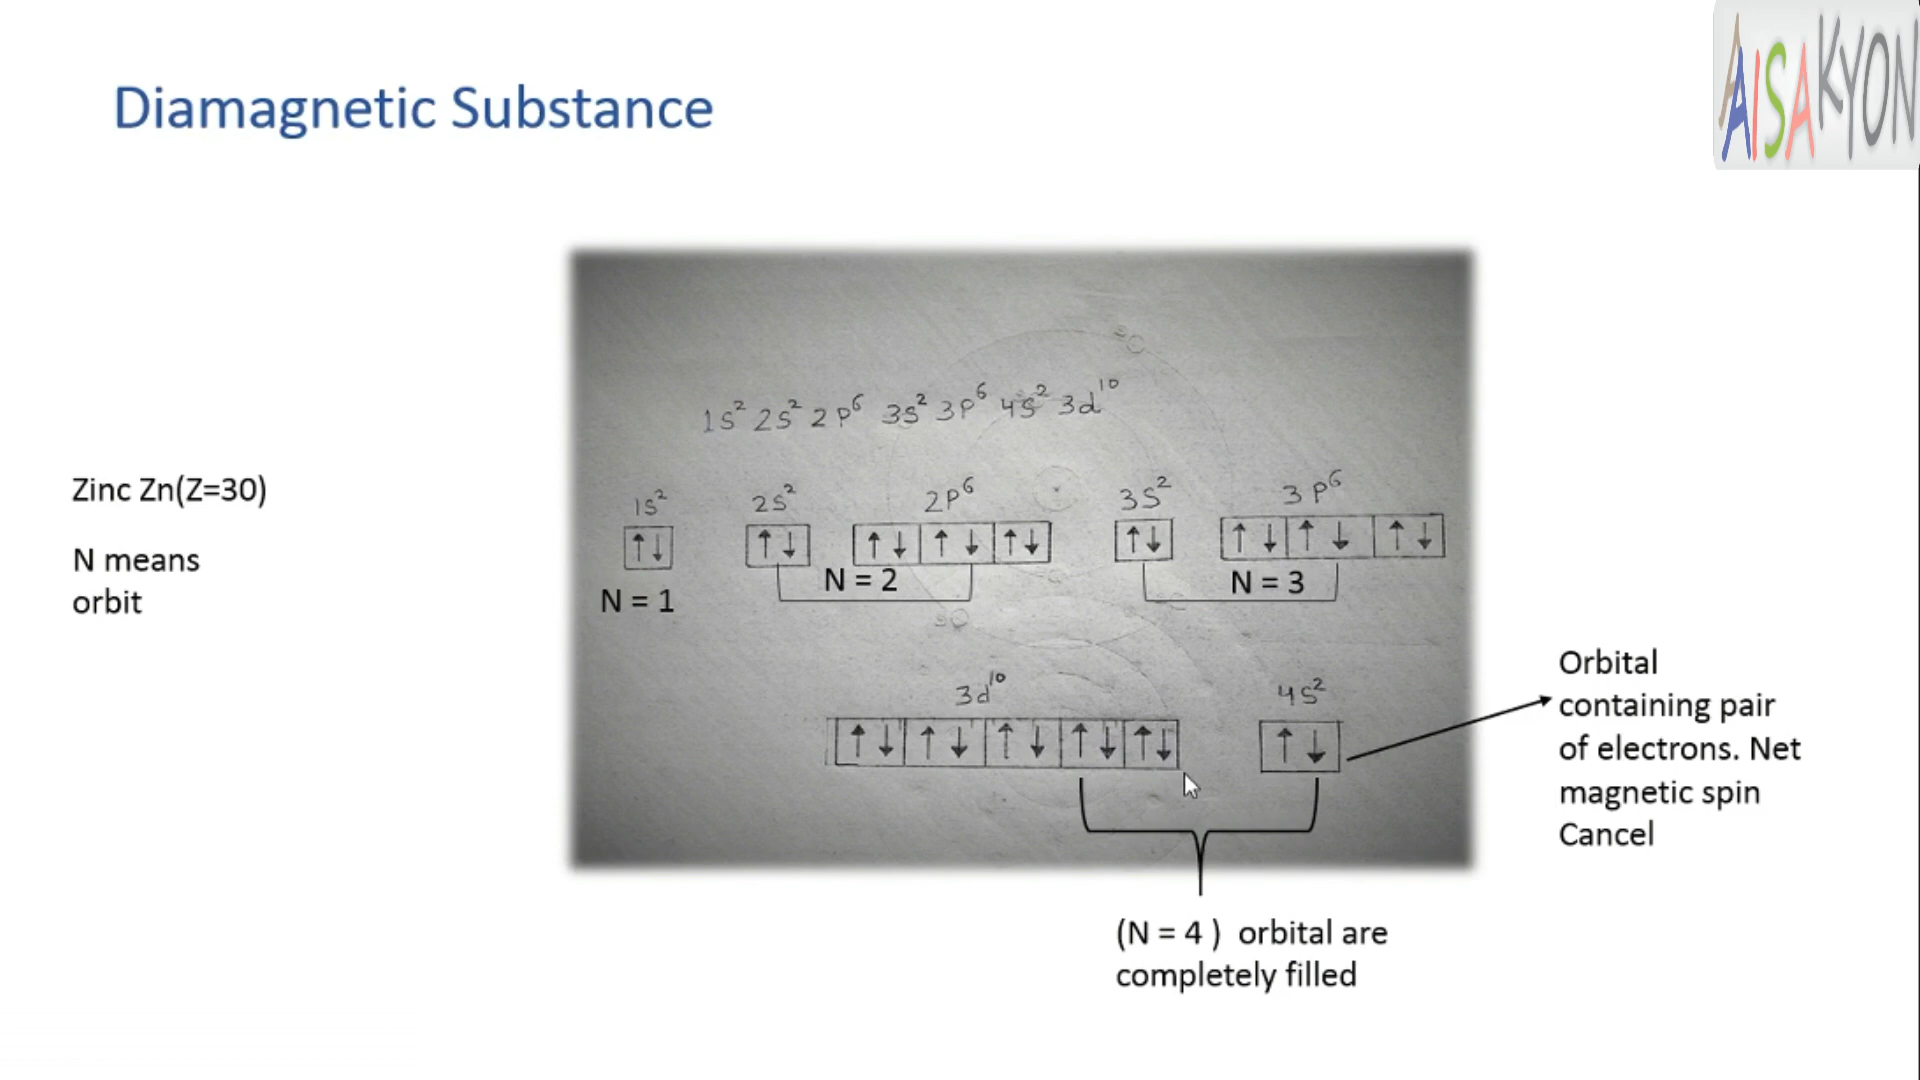 Diamagnetic Substance
AISAKYON
1s² 2s² 2p⁶ 3s² 3p⁶ 4s² 3d¹⁰
Zinc Zn(Z=30)
N means
orbit
1s² 2s² 2p⁶ 3s² 3p⁶
N = 1 N = 2 N = 3
3d¹⁰ 4s²
Orbital
containing pair
of electrons. Net
magnetic spin
Cancel
(N = 4 ) orbital are
completely filled